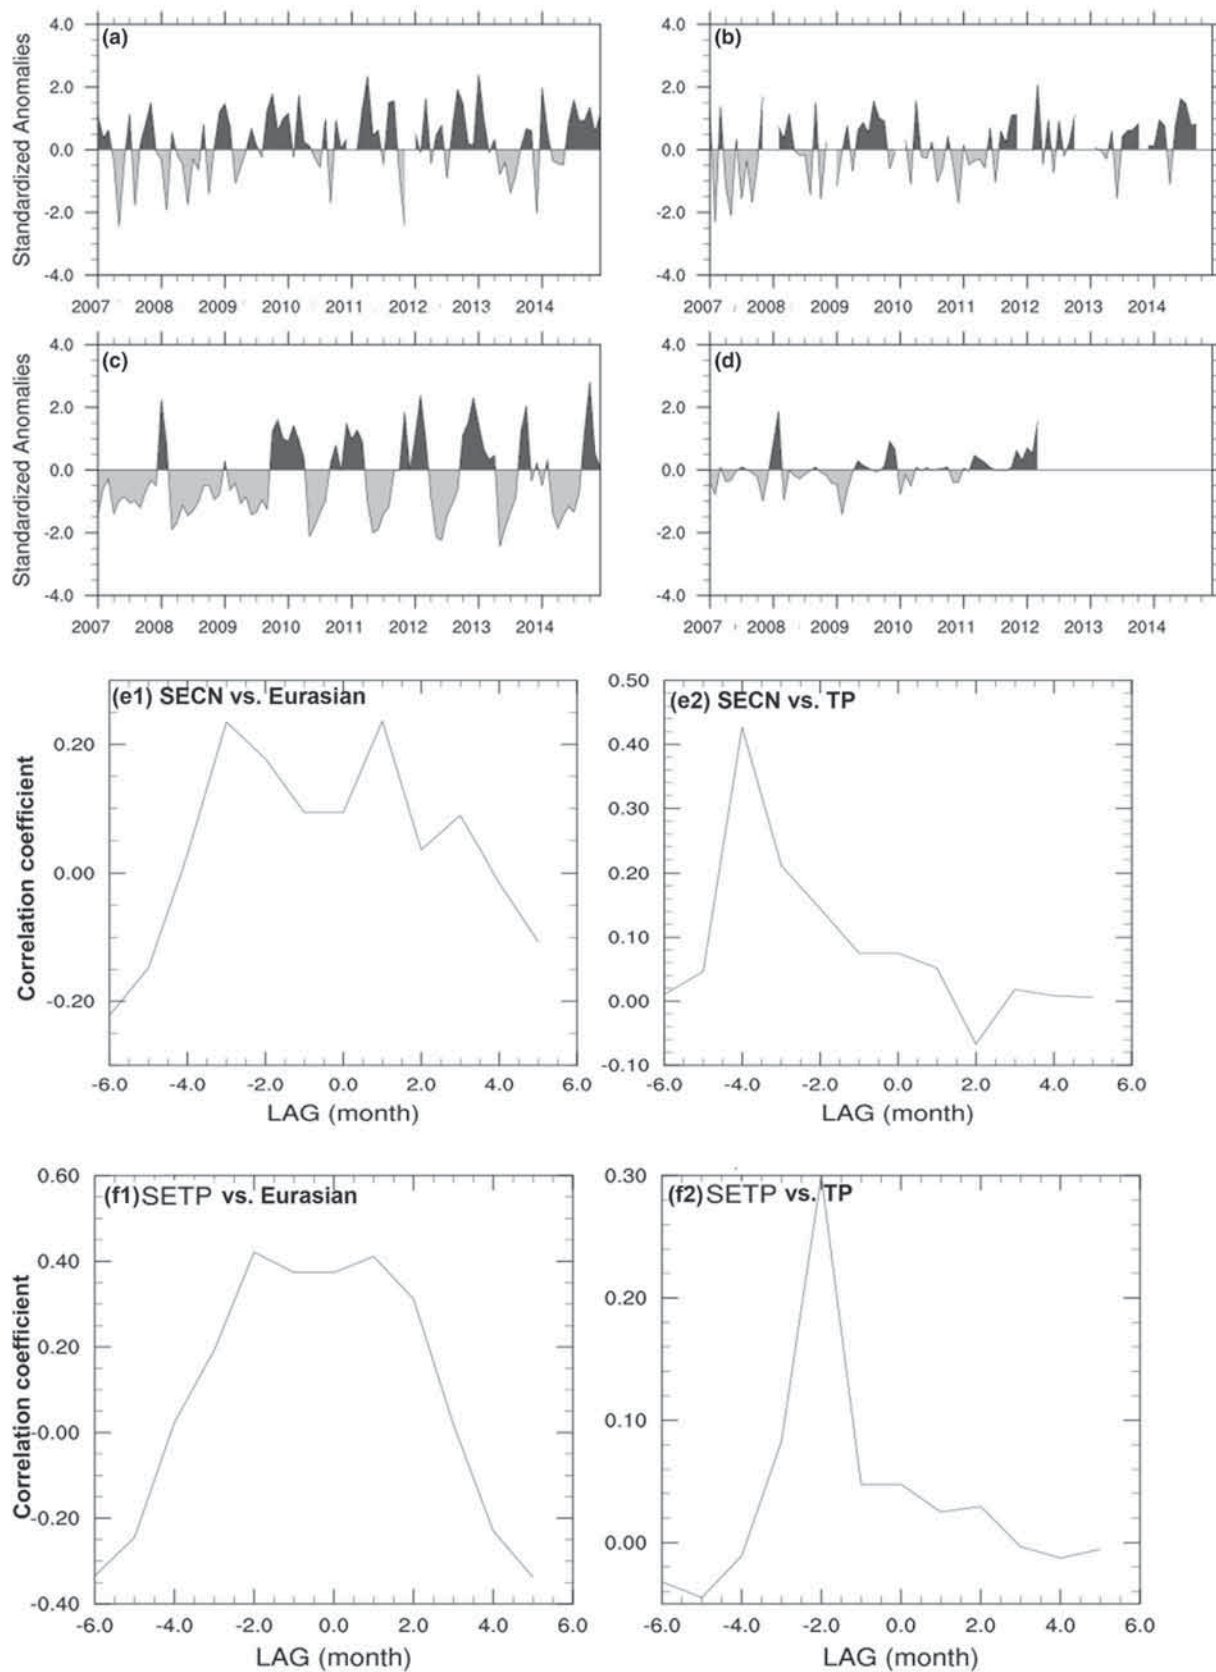 (a)
4.0
2.0
0.0
-2.0
-4.0
Standardized Anomalies
2007 2008 2009 2010 2011 2012 2013 2014
(b)
4.0
2.0
0.0
-2.0
-4.0
2007 2008 2009 2010 2011 2012 2013 2014
(c)
4.0
2.0
0.0
-2.0
-4.0
Standardized Anomalies
2007 2008 2009 2010 2011 2012 2013 2014
(d)
4.0
2.0
0.0
-2.0
-4.0
2007 2008 2009 2010 2011 2012 2013 2014
(e1) SECN vs. Eurasian
0.20
0.00
-0.20
Correlation coefficient
-6.0 -4.0 -2.0 0.0 2.0 4.0 6.0
LAG (month)
(e2) SECN vs. TP
0.50
0.40
0.30
0.20
0.10
0.00
-0.10
-6.0 -4.0 -2.0 0.0 2.0 4.0 6.0
LAG (month)
(f1) SETP vs. Eurasian
0.60
0.40
0.20
-0.00
-0.20
-0.40
Correlation coefficient
-6.0 -4.0 -2.0 0.0 2.0 4.0 6.0
LAG (month)
(f2) SETP vs. TP
0.30
0.20
0.10
0.00
-6.0 -4.0 -2.0 0.0 2.0 4.0 6.0
LAG (month)